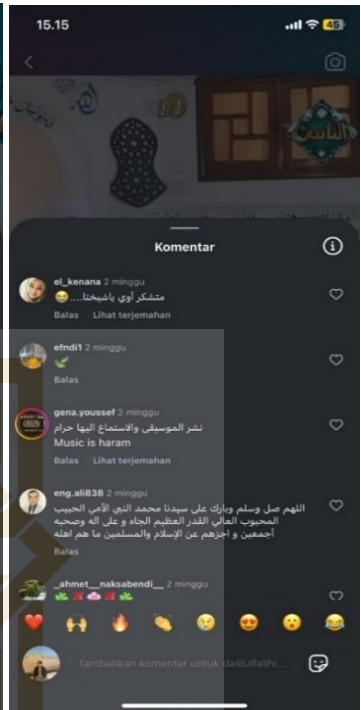 15.15
45
Komentar
el_kenana 2 minggu
متشكر أوي ياشيخنا....😂
Balas Lihat terjemahan
efndi1 2 minggu
🌿
Balas
gena.youssef 2 minggu
نشر الموسيقى والاستماع اليها حرام
Music is haram
Balas Lihat terjemahan
eng.ali838 2 minggu
اللهم صل وسلم وبارك على سيدنا محمد النبي الأمي الحبيب
المحبوب العالي القدر العظيم الجاه و على اله وصحبه
أجمعين و اجزهم عن الإسلام والمسلمين ما هم اهله
Balas
_ahmet__naksabendi__ 2 minggu
Tambahkan komentar untuk dalilulfalihi...